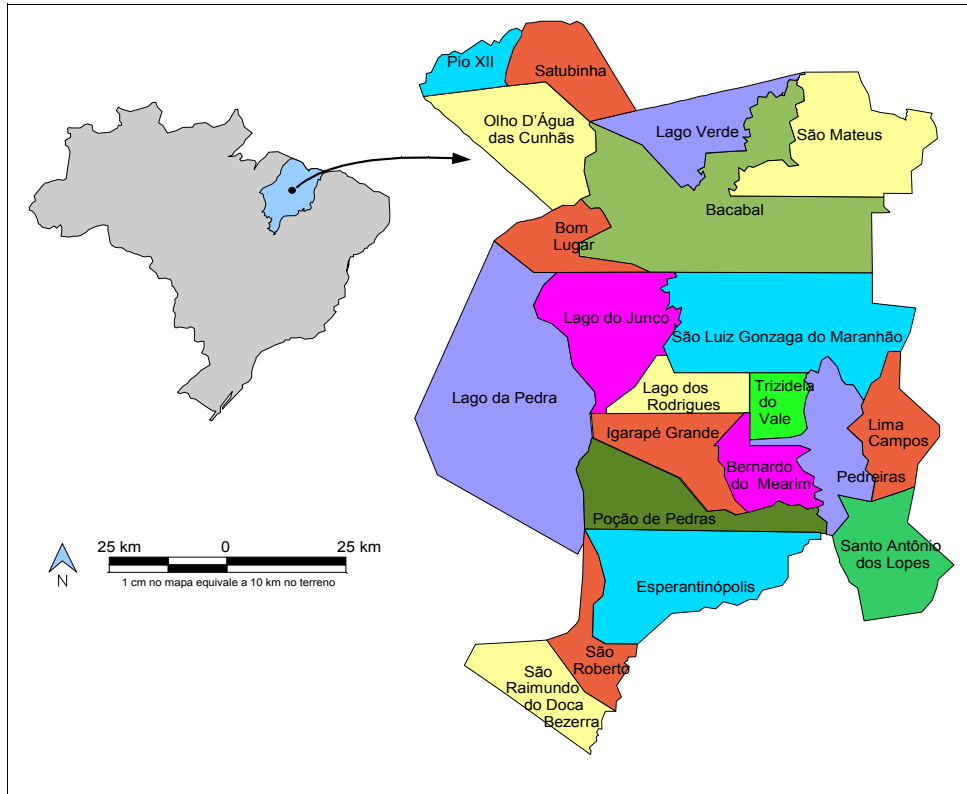 Pio XII
Satubinha
Olho D'Água
das Cunhãs
Lago Verde
São Mateus
Bacabal
Bom
Lugar
Lago do Junco
São Luiz Gonzaga do Maranhão
Lago da Pedra
Lago dos
Rodrigues
Trizidela
do
Vale
Lima
Campos
Igarapé Grande
Bernardo
do Mearim
Pedreiras
Poção de Pedras
Santo Antônio
dos Lopes
Esperantinópolis
São
Roberto
São
Raimundo
do Doca
Bezerra
N
25 km 0 25 km
1 cm no mapa equivale a 10 km no terreno